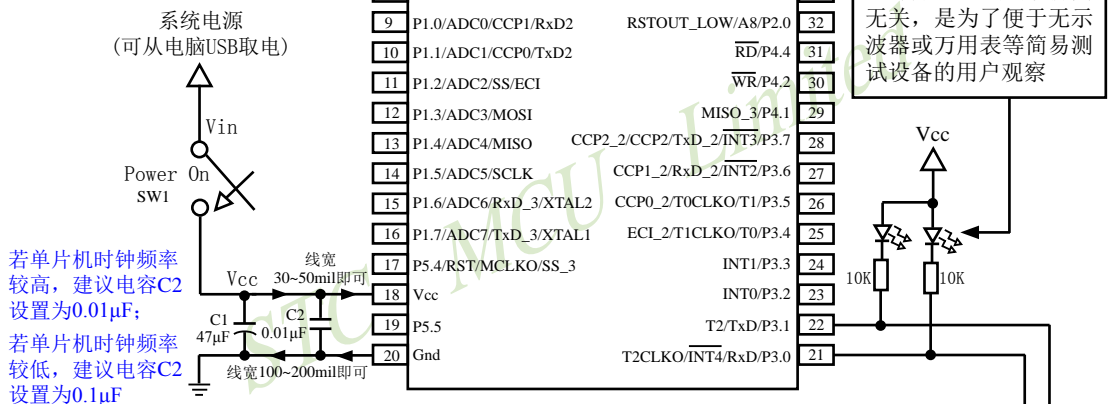 系统电源
(可从电脑USB取电)
Vin
Power On
SW1
若单片机时钟频率
较高，建议电容C2
设置为0.01μF；
若单片机时钟频率
较低，建议电容C2
设置为0.1μF
Vcc
线宽
30~50mil即可
C1
47μF
C2
0.01μF
线宽100~200mil即可
9 P1.0/ADC0/CCP1/RxD2
10 P1.1/ADC1/CCP0/TxD2
11 P1.2/ADC2/SS/ECI
12 P1.3/ADC3/MOSI
13 P1.4/ADC4/MISO
14 P1.5/ADC5/SCLK
15 P1.6/ADC6/RxD_3/XTAL2
16 P1.7/ADC7/TxD_3/XTAL1
17 P5.4/RST/MCLKO/SS_3
18 Vcc
19 P5.5
20 Gnd
RSTOUT_LOW/A8/P2.0 32
RD/P4.4 31
WR/P4.2 30
MISO_3/P4.1 29
CCP2_2/CCP2/TxD_2/INT3/P3.7 28
CCP1_2/RxD_2/INT2/P3.6 27
CCP0_2/T0CLKO/T1/P3.5 26
ECI_2/T1CLKO/T0/P3.4 25
INT1/P3.3 24
INT0/P3.2 23
T2/TxD/P3.1 22
T2CLKO/INT4/RxD/P3.0 21
STC MCU Limited
无关，是为了便于无示
波器或万用表等简易测
试设备的用户观察
Vcc
10K
10K